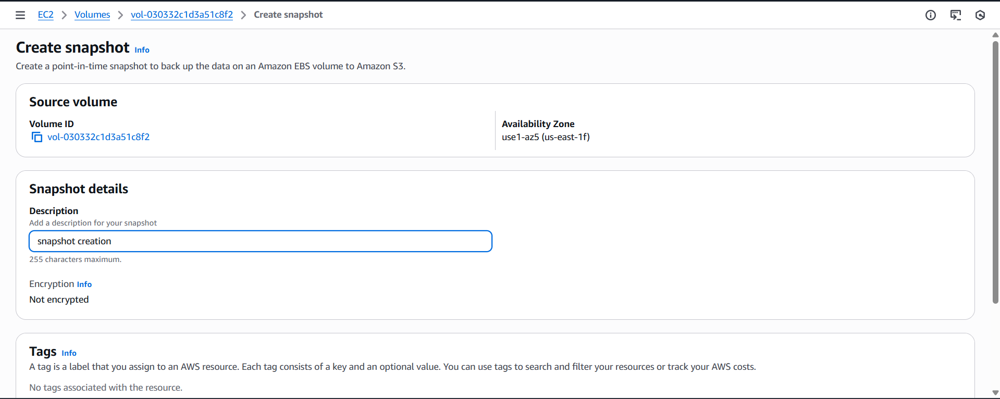 EC2 > Volumes > vol-030332c1d3a51c8f2 > Create snapshot
Create snapshot Info
Create a point-in-time snapshot to back up the data on an Amazon EBS volume to Amazon S3.
Source volume
Volume ID
vol-030332c1d3a51c8f2
Availability Zone
use1-az5 (us-east-1f)
Snapshot details
Description
Add a description for your snapshot
snapshot creation
255 characters maximum.
Encryption Info
Not encrypted
Tags Info
A tag is a label that you assign to an AWS resource. Each tag consists of a key and an optional value. You can use tags to search and filter your resources or track your AWS costs.
No tags associated with the resource.